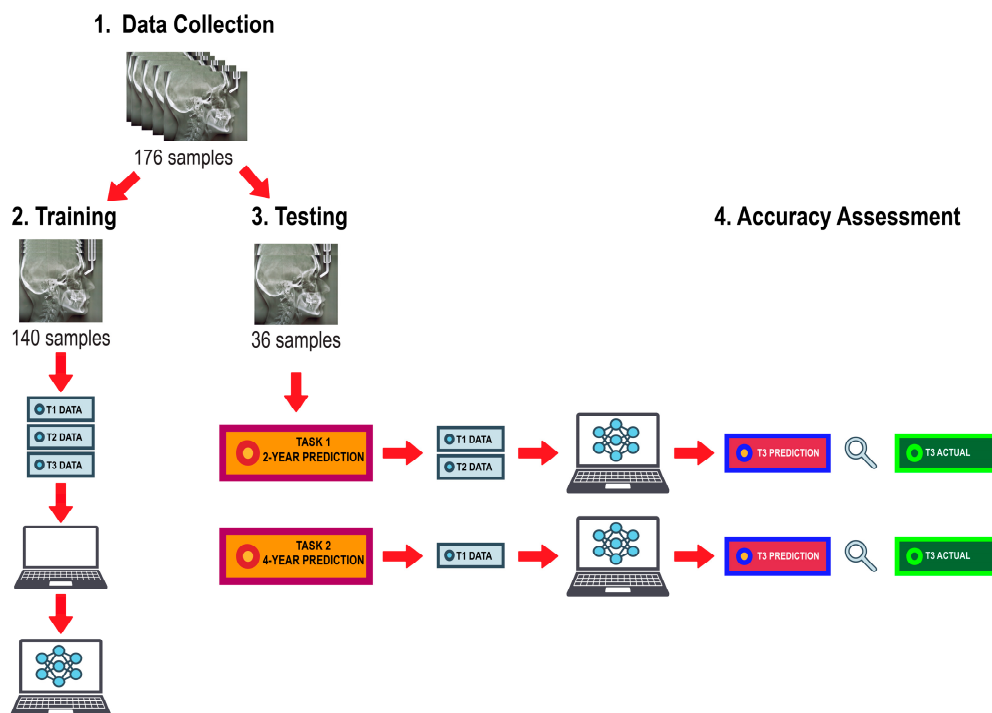 1. Data Collection
176 samples
2. Training
3. Testing
4. Accuracy Assessment
140 samples
36 samples
T1 DATA
T2 DATA
T3 DATA
TASK 1
2-YEAR PREDICTION
T1 DATA
T2 DATA
T3 PREDICTION
T3 ACTUAL
TASK 2
4-YEAR PREDICTION
T1 DATA
T3 PREDICTION
T3 ACTUAL